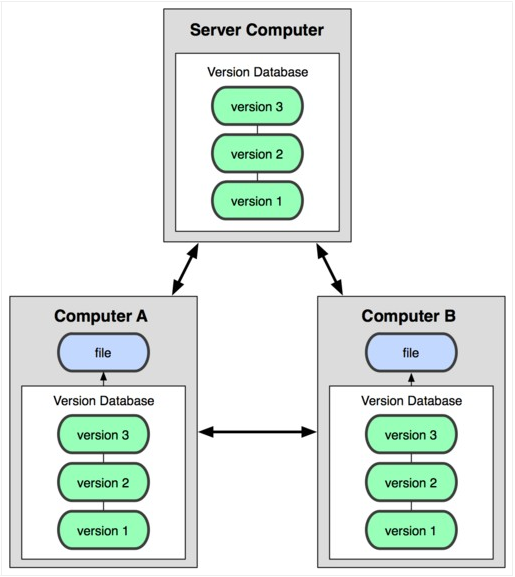 Server Computer
Version Database
version 3
version 2
version 1
Computer A
file
Version Database
version 3
version 2
version 1
Computer B
file
Version Database
version 3
version 2
version 1